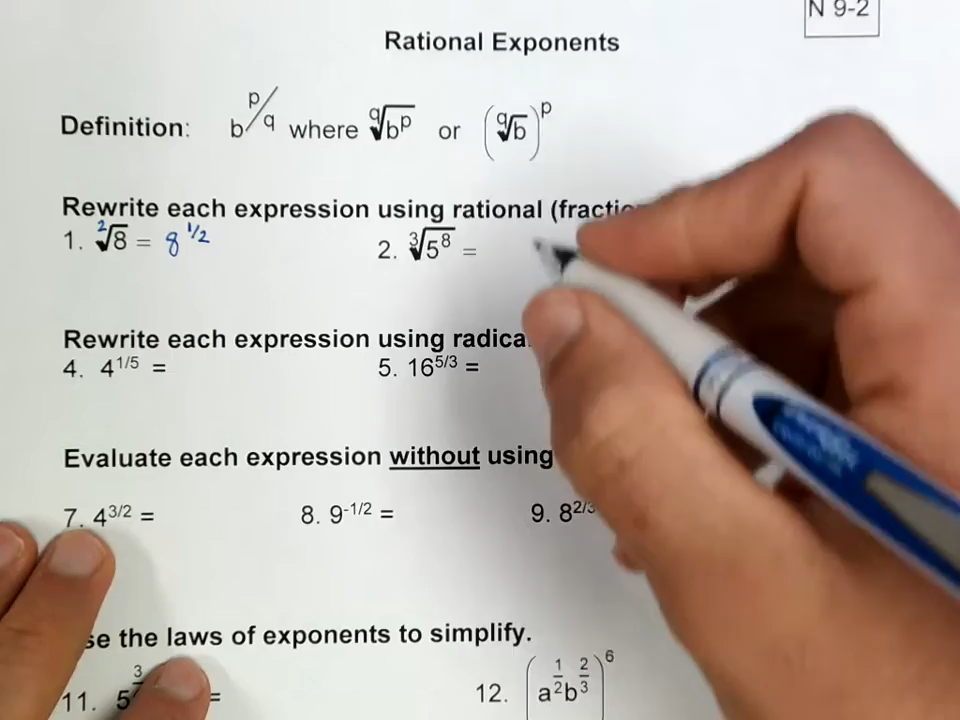 N 9-2
Rational Exponents
Definition: b^(p/q) where ^q√(b^p) or (^q√b)^p
Rewrite each expression using rational
1. ²√8 = 8^(1/2) 2. ³√(5^8) =
Rewrite each expression using
4. 4^(1/5) = 5. 16^(5/3) =
Evaluate each expression without using
7. 4^(3/2) = 8. 9^(-1/2) = 9. 8
the laws of exponents to simplify.
11. 5 = 12. (a^(1/2)b^(2/3))^6